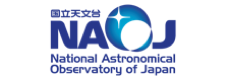 国立天文台
NAOJ
National Astronomical
Observatory of Japan